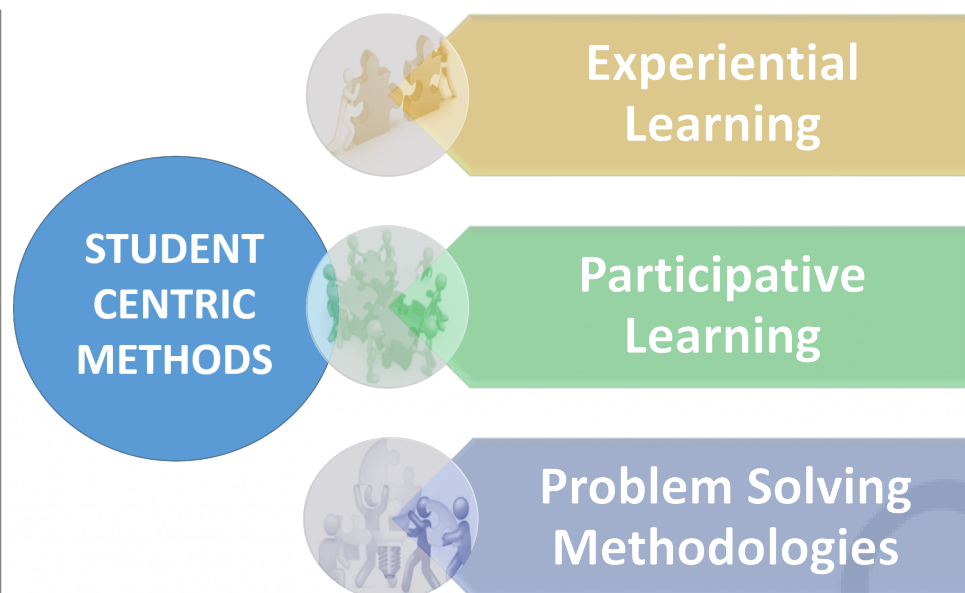 STUDENT
CENTRIC
METHODS
Experiential
Learning
Participative
Learning
Problem Solving
Methodologies